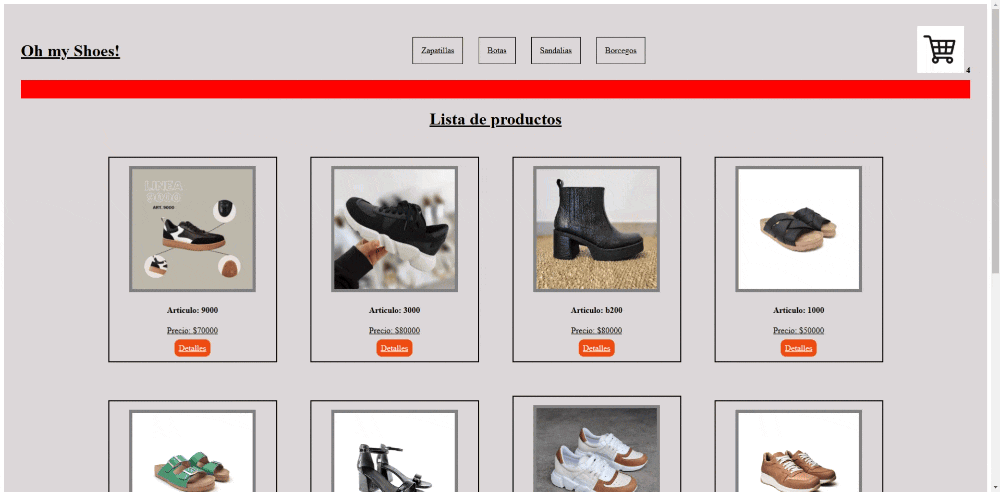 Oh my Shoes!
Zapatillas
Botas
Sandalias
Borcegos
4
Lista de productos
LINEA
9000
ART. 9000
Articulo: 9000
Precio: $70000
Detalles
Articulo: 3000
Precio: $80000
Detalles
Articulo: b200
Precio: $80000
Detalles
Articulo: 1000
Precio: $50000
Detalles